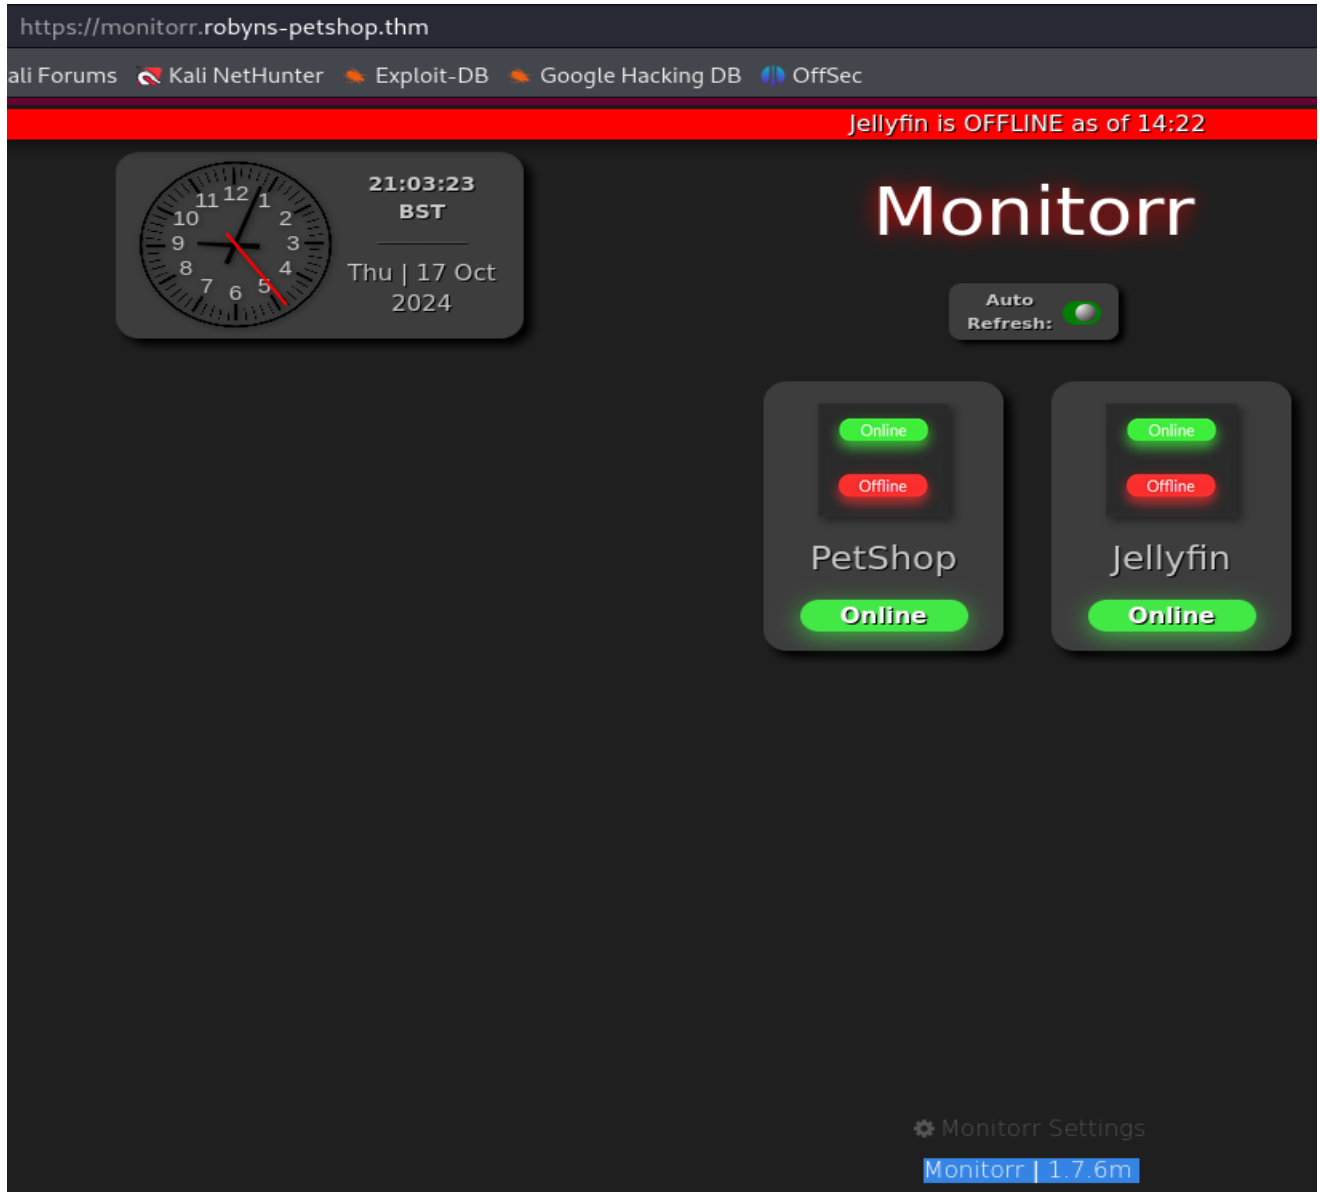 https://monitorr.robyns-petshop.thm
ali Forums Kali NetHunter Exploit-DB Google Hacking DB OffSec
Jellyfin is OFFLINE as of 14:22
12
1
2
3
4
5
6
7
8
9
10
11
21:03:23
BST
Thu | 17 Oct
2024
Monitorr
Auto
Refresh:
Online
Offline
PetShop
Online
Online
Offline
Jellyfin
Online
Monitorr Settings
Monitorr | 1.7.6m